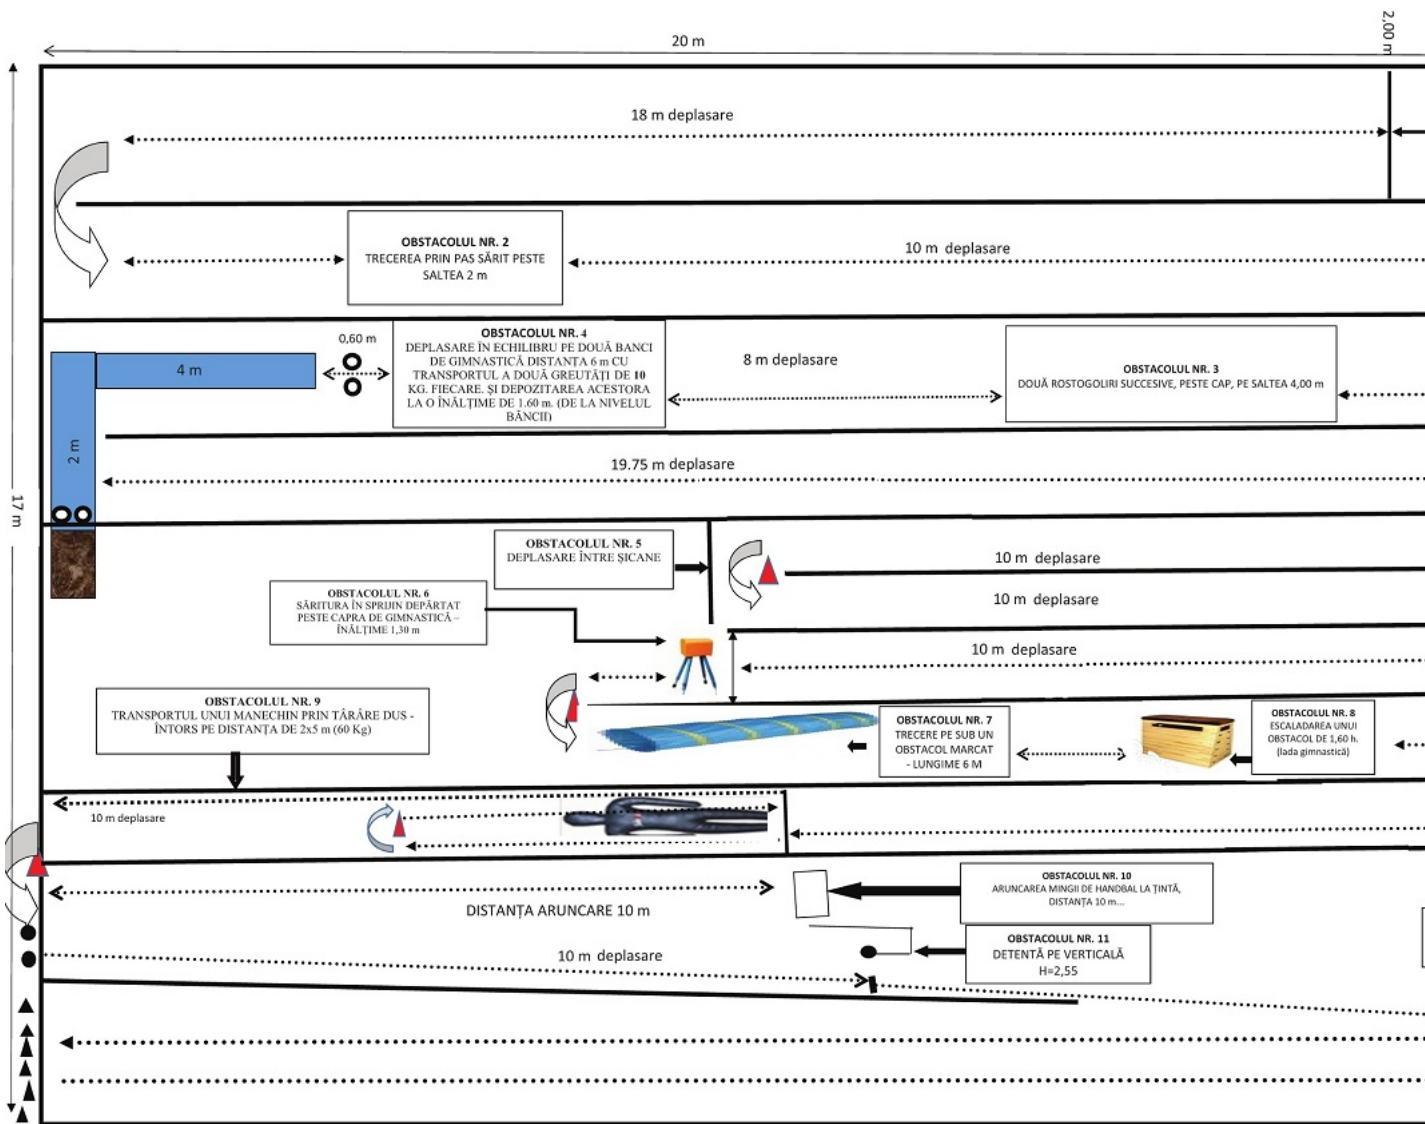 20 m
2,00 m
18 m deplasare
OBSTACOLUL NR. 2
TRECEREA PRIN PAS SĂRIT PESTE
SALTEA 2 m
10 m deplasare
4 m
0,60 m
OBSTACOLUL NR. 4
DEPLASARE ÎN ECHILIBRU PE DOUĂ BANCI
DE GIMNASTICĂ DISTANȚA 6 m CU
TRANSPORTUL A DOUĂ GREUTĂȚI DE 10
KG. FIECARE. ȘI DEPOZITAREA ACESTORA
LA O ÎNĂLȚIME DE 1.60 m. (DE LA NIVELUL
BĂNCII)
8 m deplasare
OBSTACOLUL NR. 3
DOUĂ ROSTOGOLIRI SUCCESIVE, PESTE CAP, PE SALTEA 4,00 m
2 m
19.75 m deplasare
17 m
OBSTACOLUL NR. 5
DEPLASARE ÎNTRE ȘICANE
10 m deplasare
10 m deplasare
OBSTACOLUL NR. 6
SĂRITURA ÎN SPRIJIN DEPĂRTAT
PESTE CAPRA DE GIMNASTICĂ –
ÎNĂLȚIME 1,30 m
10 m deplasare
OBSTACOLUL NR. 9
TRANSPORTUL UNUI MANECHIN PRIN TÂRÂRE DUS -
ÎNTORS PE DISTANȚA DE 2x5 m (60 Kg)
OBSTACOLUL NR. 7
TRECERE PE SUB UN
OBSTACOL MARCAT
- LUNGIME 6 M
OBSTACOLUL NR. 8
ESCALADAREA UNUI
OBSTACOL DE 1,60 h.
(lada gimnastică)
10 m deplasare
OBSTACOLUL NR. 10
ARUNCAREA MINGII DE HANDBAL LA ȚINTĂ,
DISTANȚA 10 m...
DISTANȚA ARUNCARE 10 m
OBSTACOLUL NR. 11
DETENTĂ PE VERTICALĂ
H=2,55
10 m deplasare